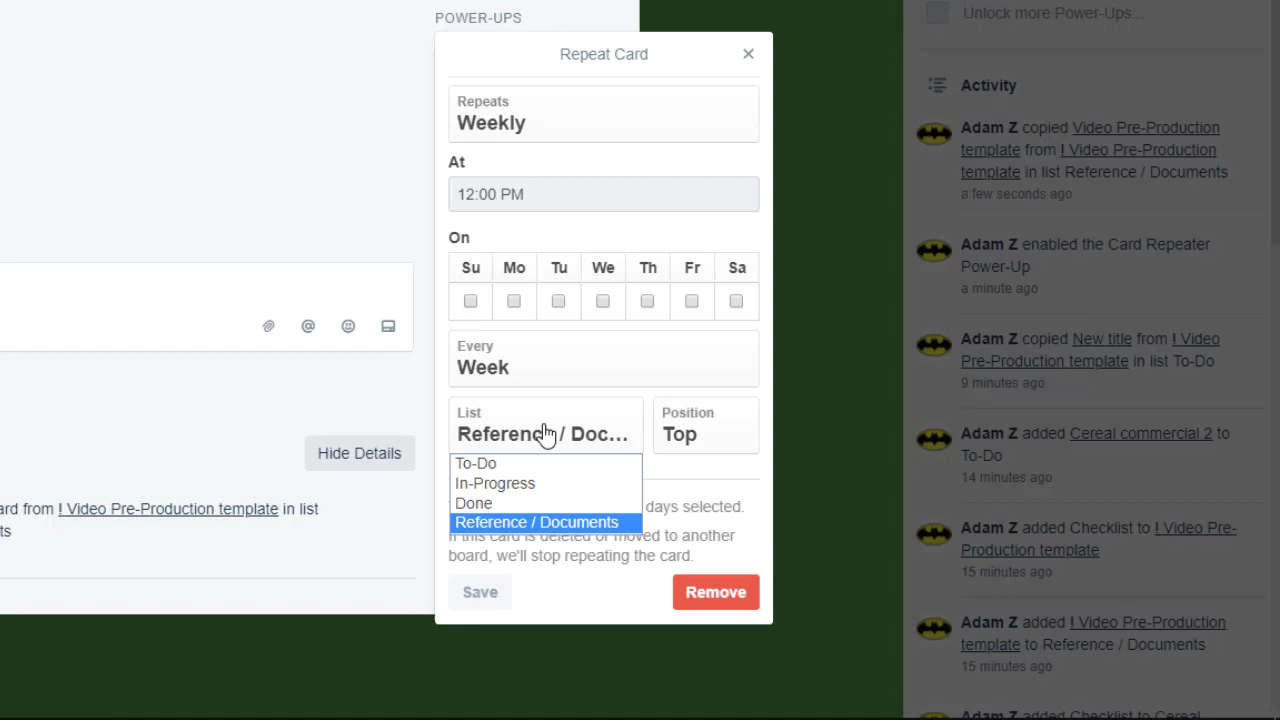 POWER-UPS
Repeat Card
Repeats
Weekly
At
12:00 PM
On
Su Mo Tu We Th Fr Sa
Every
Week
List
Reference / Doc...
Position
Top
To-Do
In-Progress
Done
Reference / Documents
days selected.
If this card is deleted or moved to another
board, we'll stop repeating the card.
Save
Remove
Hide Details
ard from ! Video Pre-Production template in list
ts
Unlock more Power-Ups...
Activity
Adam Z copied Video Pre-Production
template from ! Video Pre-Production
template in list Reference / Documents
a few seconds ago
Adam Z enabled the Card Repeater
Power-Up
a minute ago
Adam Z copied New title from ! Video
Pre-Production template in list To-Do
9 minutes ago
Adam Z added Cereal commercial 2 to
To-Do
14 minutes ago
Adam Z added Checklist to ! Video Pre-
Production template
15 minutes ago
Adam Z added ! Video Pre-Production
template to Reference / Documents
15 minutes ago
Adam Z added Checklist to Cereal